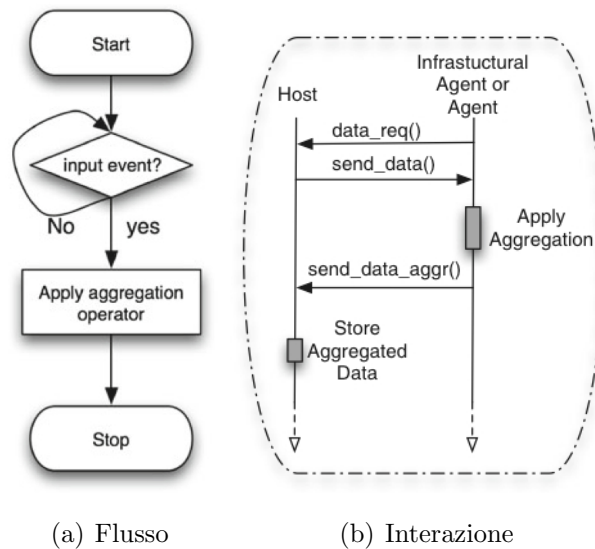 Start
input event?
No
yes
Apply aggregation
operator
Stop
(a) Flusso
Host
Infrastuctural
Agent or
Agent
data_req()
send_data()
Apply
Aggregation
send_data_aggr()
Store
Aggregated
Data
(b) Interazione